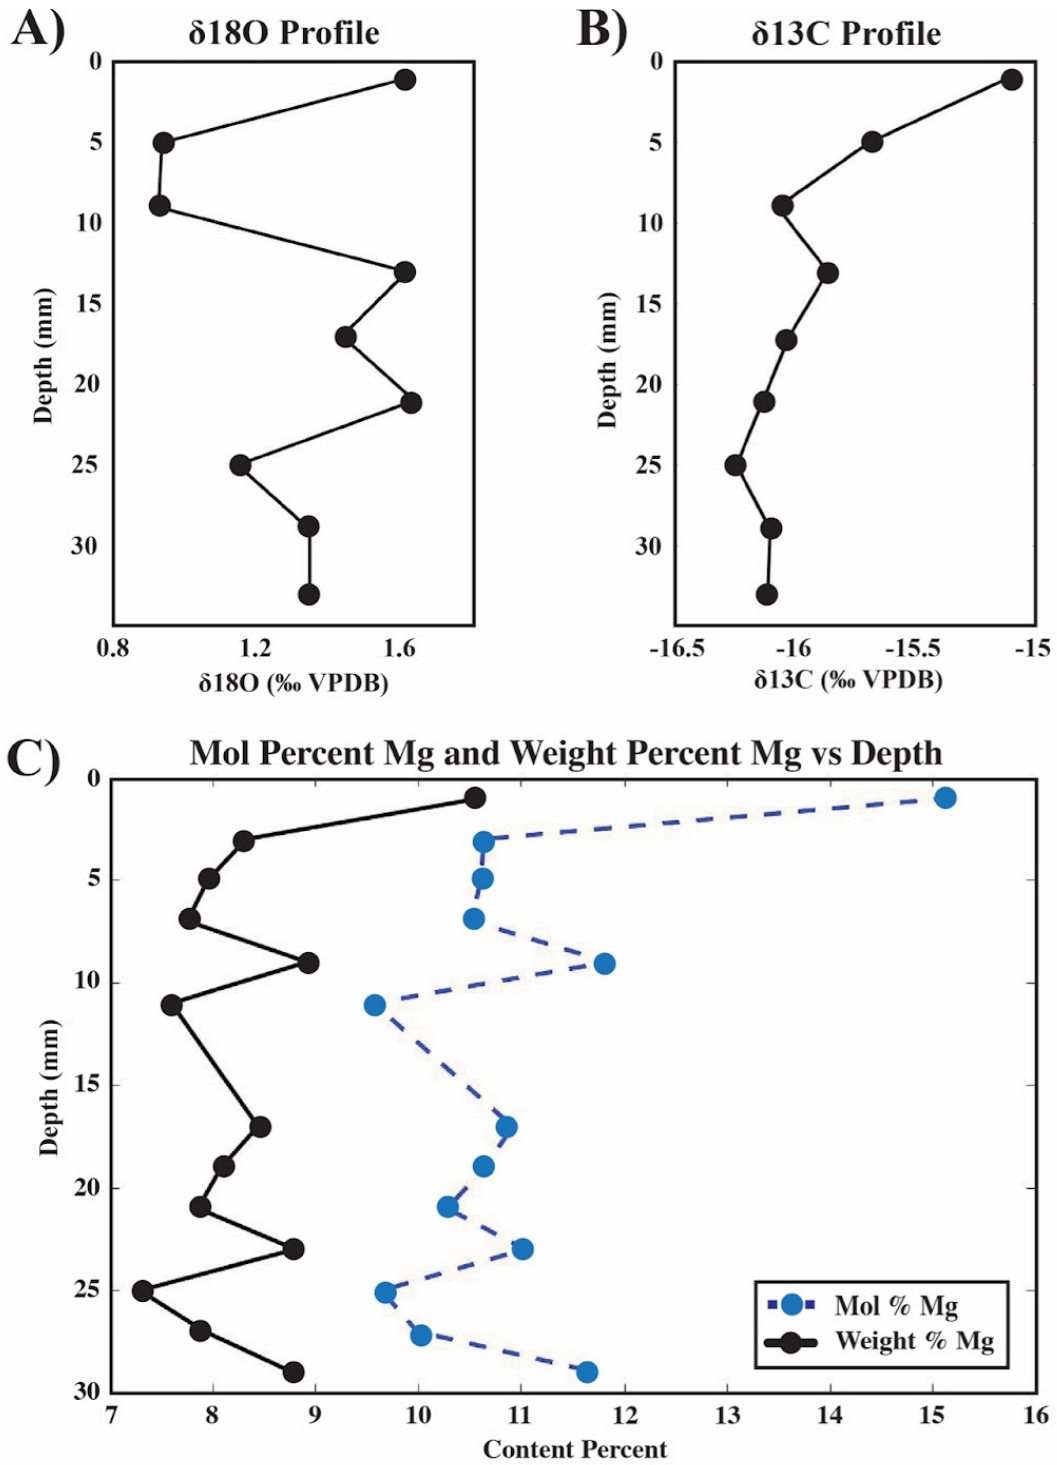 A)
δ18O Profile
0
5
10
15
20
25
30
Depth (mm)
0.8
1.2
1.6
δ18O (‰ VPDB)
B)
δ13C Profile
0
5
10
15
20
25
30
Depth (mm)
-16.5
-16
-15.5
-15
δ13C (‰ VPDB)
C)
Mol Percent Mg and Weight Percent Mg vs Depth
0
5
10
15
20
25
30
Depth (mm)
7
8
9
10
11
12
13
14
15
16
Content Percent
Mol % Mg
Weight % Mg